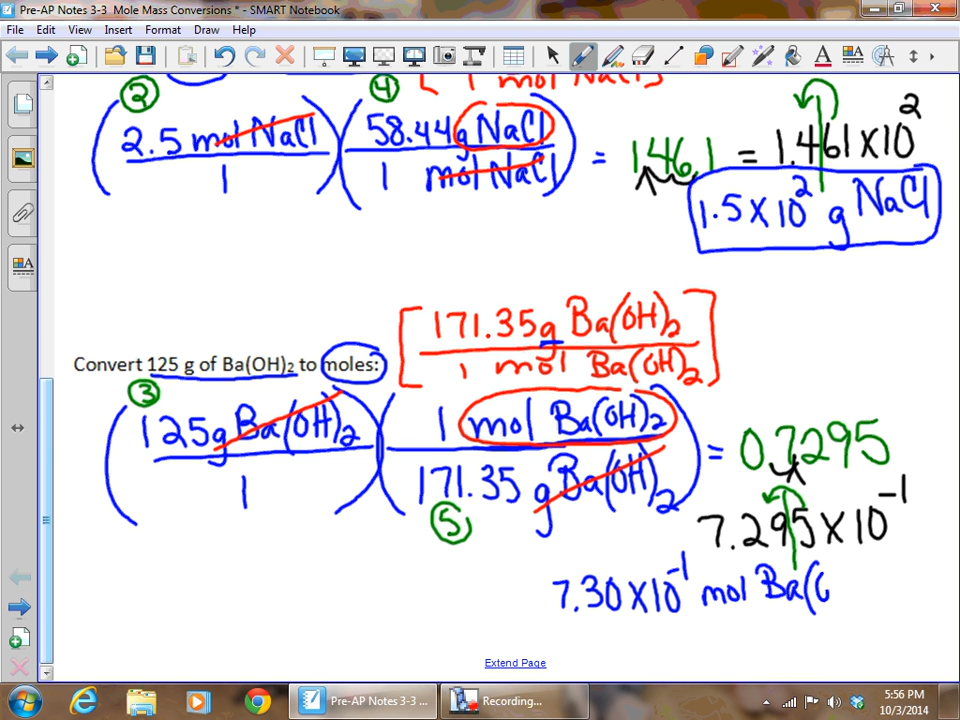 Pre-AP Notes 3-3 Mole Mass Conversions * - SMART Notebook
File Edit View Insert Format Draw Help
[ 1 mol NaCl ]
② ④
(2.5 mol NaCl / 1) (58.44 g NaCl / 1 mol NaCl) = 146.1 = 1.461 x 10²
1.5 x 10² g NaCl
[171.35 g Ba(OH)₂ / 1 mol Ba(OH)₂]
Convert 125 g of Ba(OH)₂ to moles:
③
(125 g Ba(OH)₂ / 1) (1 mol Ba(OH)₂ / 171.35 g Ba(OH)₂) = 0.7295
⑤
7.295 x 10⁻¹
7.30 x 10⁻¹ mol Ba(
Extend Page
Pre-AP Notes 3-3 ...
Recording...
5:56 PM
10/3/2014